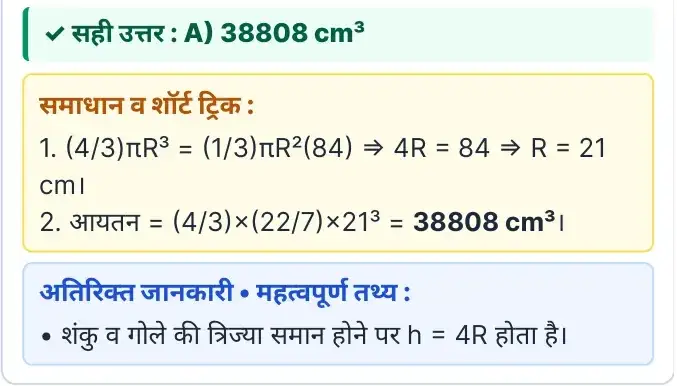 ✓ सही उत्तर : A) 38808 cm³
समाधान व शॉर्ट ट्रिक :
1. (4/3)πR³ = (1/3)πR²(84) ⇒ 4R = 84 ⇒ R = 21
cm।
2. आयतन = (4/3)×(22/7)×21³ = 38808 cm³।
अतिरिक्त जानकारी • महत्वपूर्ण तथ्य :
• शंकु व गोले की त्रिज्या समान होने पर h = 4R होता है।